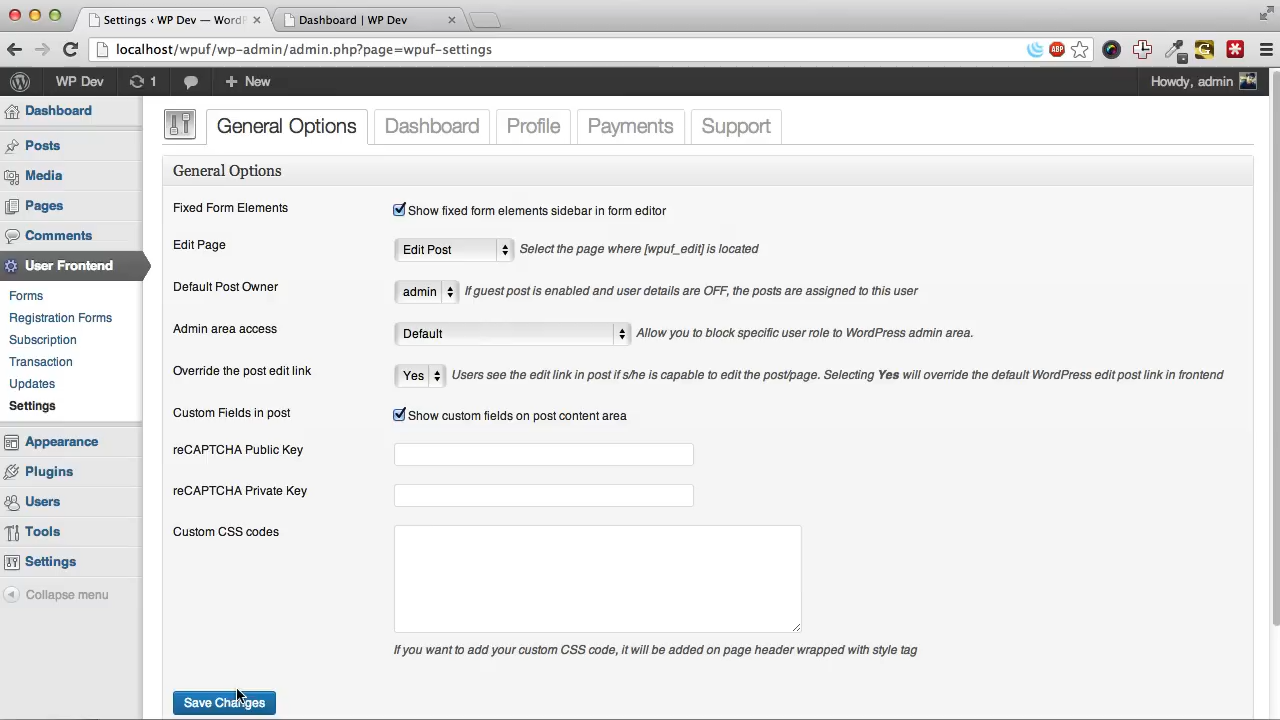 Settings ‹ WP Dev — WordP
Dashboard | WP Dev
localhost/wpuf/wp-admin/admin.php?page=wpuf-settings
ABP
WP Dev
1
New
Howdy, admin
Dashboard
Posts
Media
Pages
Comments
User Frontend
Forms
Registration Forms
Subscription
Transaction
Updates
Settings
Appearance
Plugins
Users
Tools
Settings
Collapse menu
General Options
Dashboard
Profile
Payments
Support
General Options
Fixed Form Elements
Show fixed form elements sidebar in form editor
Edit Page
Edit Post
Select the page where [wpuf_edit] is located
Default Post Owner
admin
If guest post is enabled and user details are OFF, the posts are assigned to this user
Admin area access
Default
Allow you to block specific user role to WordPress admin area.
Override the post edit link
Yes
Users see the edit link in post if s/he is capable to edit the post/page. Selecting Yes will override the default WordPress edit post link in frontend
Custom Fields in post
Show custom fields on post content area
reCAPTCHA Public Key
reCAPTCHA Private Key
Custom CSS codes
If you want to add your custom CSS code, it will be added on page header wrapped with style tag
Save Changes